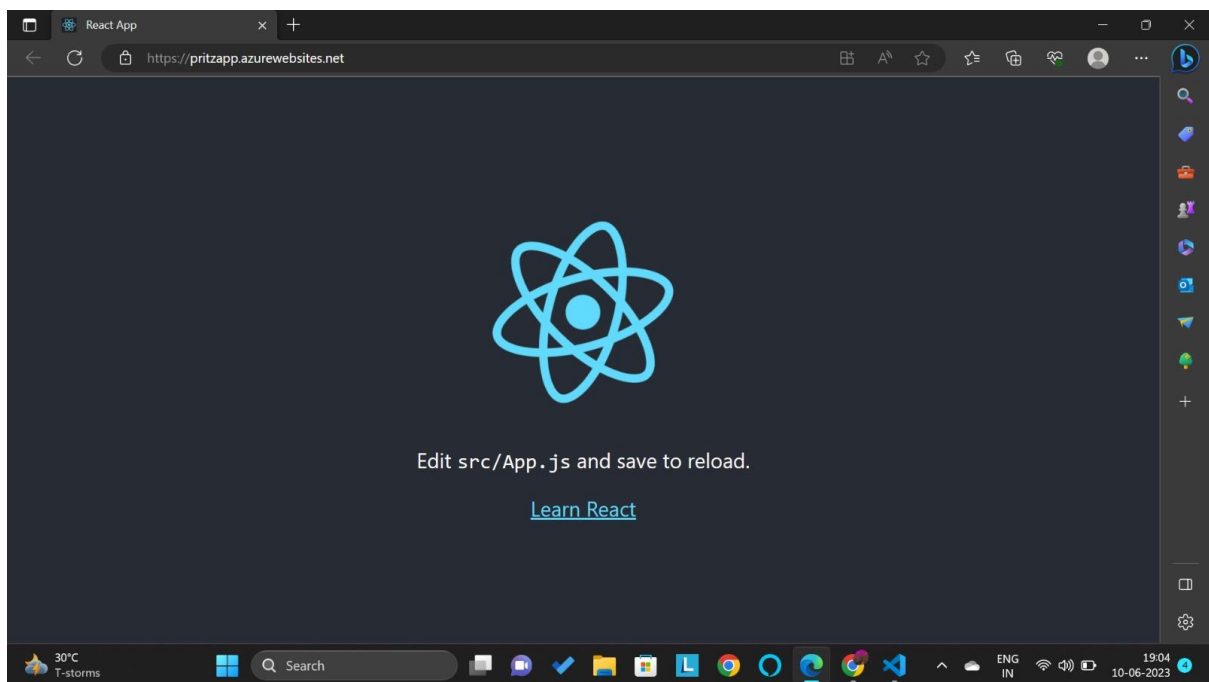 React App
https://pritzapp.azurewebsites.net
Edit src/App.js and save to reload.
Learn React
30°C
T-storms
Search
ENG
IN
19:04
10-06-2023
4